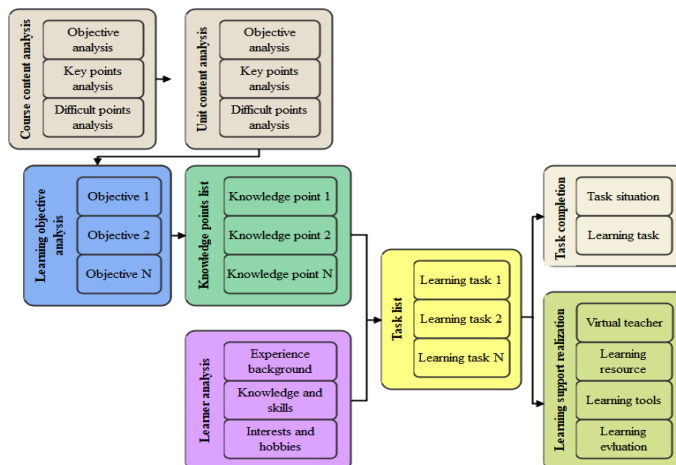 Course content analysis
Objective
analysis
Key points
analysis
Difficult points
analysis
Unit content analysis
Objective
analysis
Key points
analysis
Difficult points
analysis
Learning objective
analysis
Objective 1
Objective 2
Objective N
Knowledge points list
Knowledge point 1
Knowledge point 2
Knowledge point N
Learner analysis
Experience
background
Knowledge and
skills
Interests and
hobbies
Task list
Learning task 1
Learning task 2
Learning task N
Task completion
Task situation
Learning task
Learning support realization
Virtual teacher
Learning
resource
Learning tools
Learning
evluation